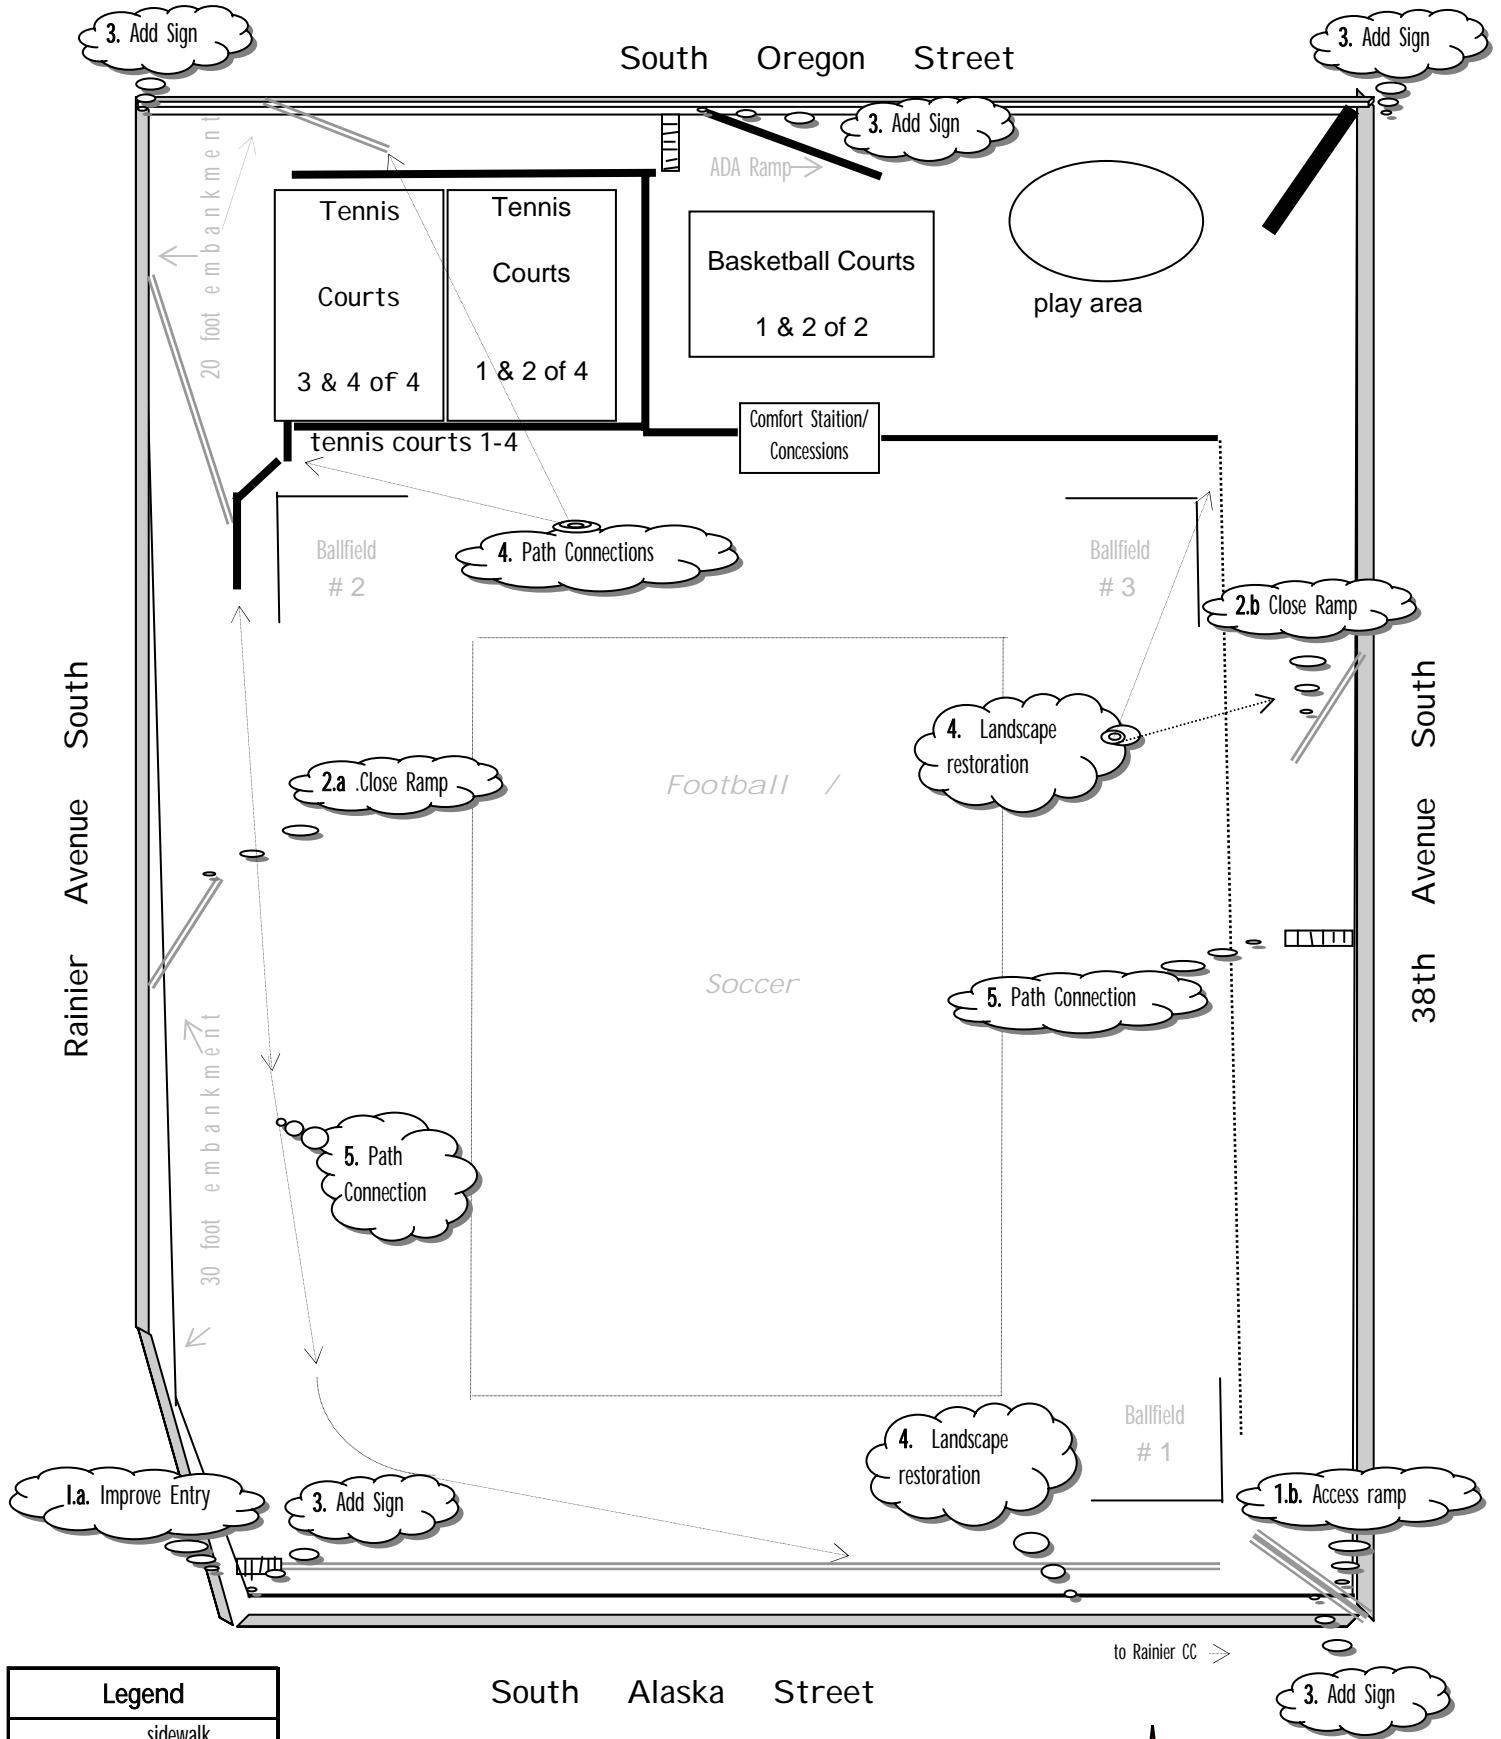 3. Add Sign
3. Add Sign
South Oregon Street
3. Add Sign
ADA Ramp
20 foot embankment
Tennis
Courts
3 & 4 of 4
Tennis
Courts
1 & 2 of 4
Basketball Courts
1 & 2 of 2
play area
tennis courts 1-4
Comfort Staition/
Concessions
Ballfield
# 2
4. Path Connections
Ballfield
# 3
2.b Close Ramp
Rainier Avenue South
38th Avenue South
4. Landscape
restoration
2.a .Close Ramp
Football /
Soccer
5. Path Connection
30 foot embankment
5. Path
Connection
Ballfield
# 1
4. Landscape
restoration
1.a. Improve Entry
3. Add Sign
1.b. Access ramp
to Rainier CC
South Alaska Street
3. Add Sign
Legend
sidewalk